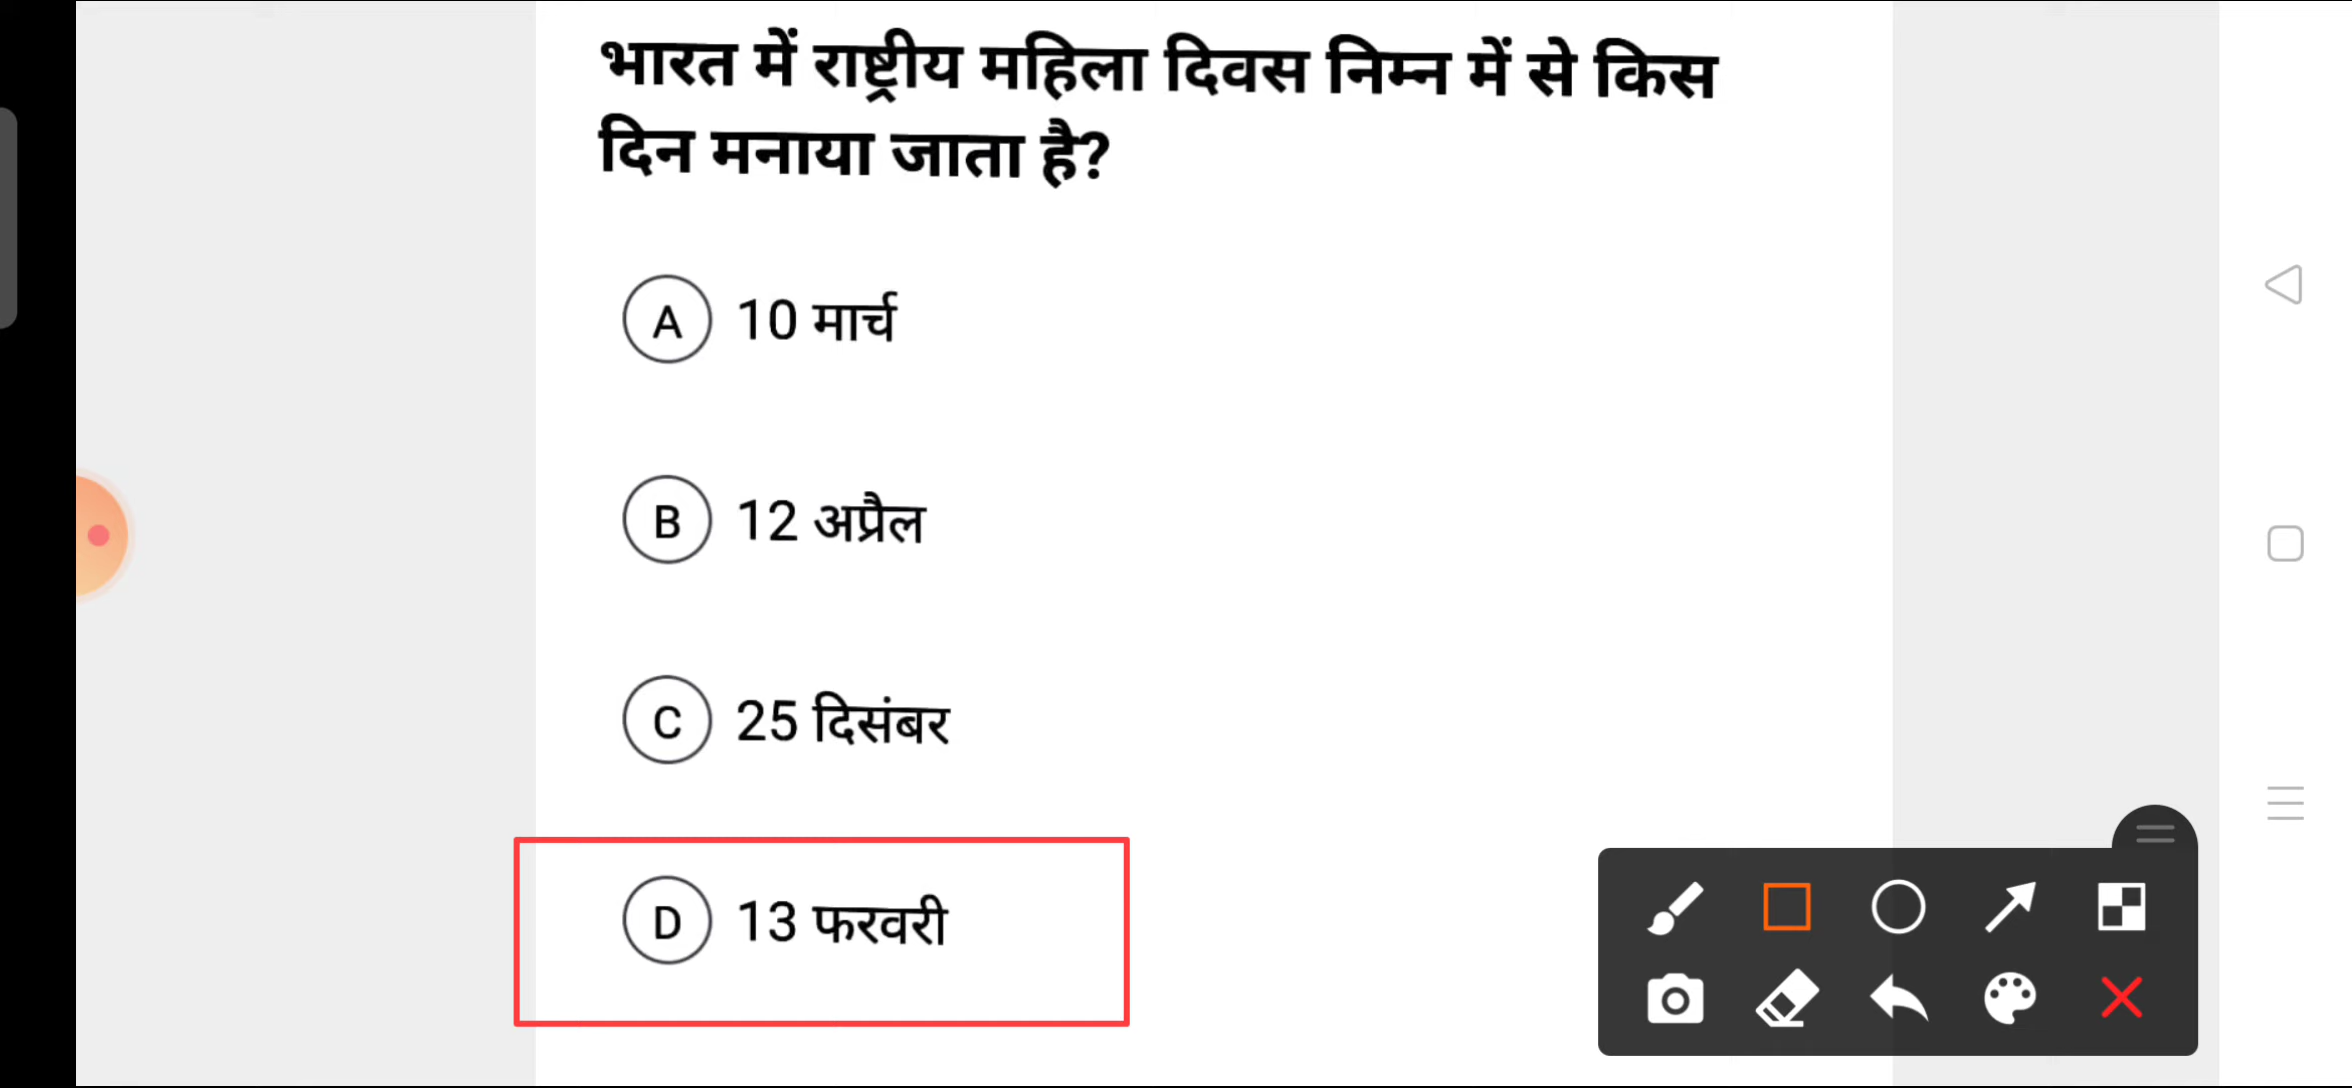 भारत में राष्ट्रीय महिला दिवस निम्न में से किस
दिन मनाया जाता है?
A 10 मार्च
B 12 अप्रैल
C 25 दिसंबर
D 13 फरवरी